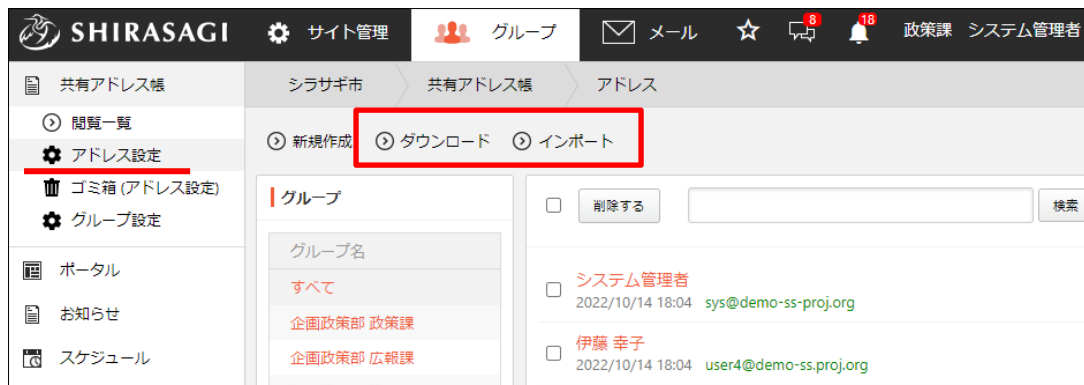 SHIRASAGI サイト管理 グループ メール 8 18 政策課 システム管理者
共有アドレス帳
閲覧一覧
アドレス設定
ゴミ箱 (アドレス設定)
グループ設定
ポータル
お知らせ
スケジュール
シラサギ市 共有アドレス帳 アドレス
新規作成 ダウンロード インポート
グループ
グループ名
すべて
企画政策部 政策課
企画政策部 広報課
削除する 検索
システム管理者
2022/10/14 18:04 sys@demo-ss-proj.org
伊藤 幸子
2022/10/14 18:04 user4@demo-ss.proj.org